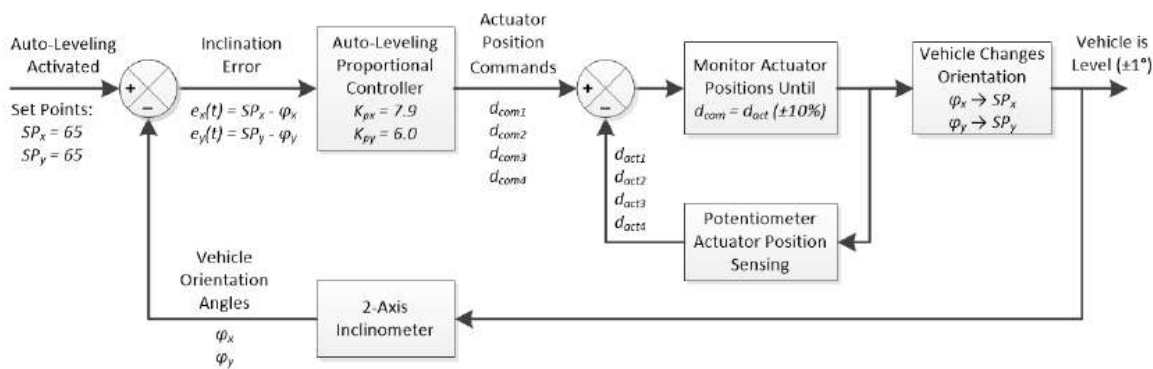 Auto-Leveling
Activated
Set Points:
SPx = 65
SPy = 65
+
−
Inclination
Error
ex(t) = SPx - φx
ey(t) = SPy - φy
Auto-Leveling
Proportional
Controller
Kpx = 7.9
Kpy = 6.0
Actuator
Position
Commands
dcom1
dcom2
dcom3
dcom4
+
−
Monitor Actuator
Positions Until
dcom = dact (±10%)
Vehicle Changes
Orientation
φx → SPx
φy → SPy
Vehicle is
Level (±1°)
dact1
dact2
dact3
dact4
Potentiometer
Actuator Position
Sensing
Vehicle
Orientation
Angles
φx
φy
2-Axis
Inclinometer